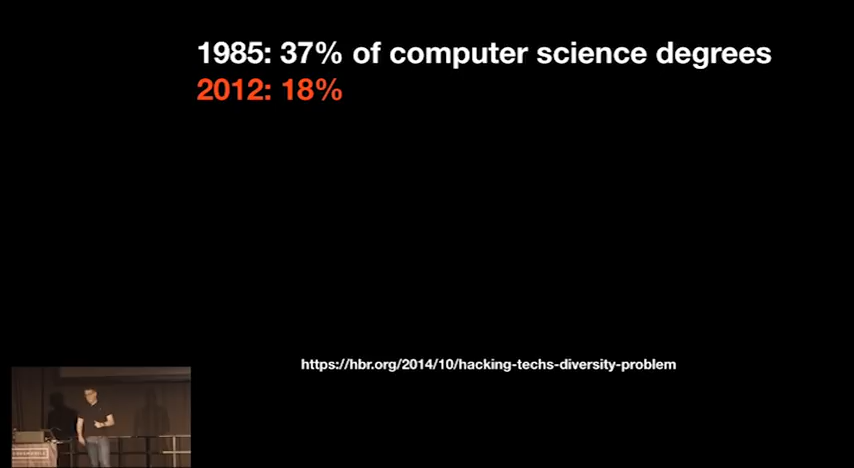 1985: 37% of computer science degrees
2012: 18%
https://hbr.org/2014/10/hacking-techs-diversity-problem